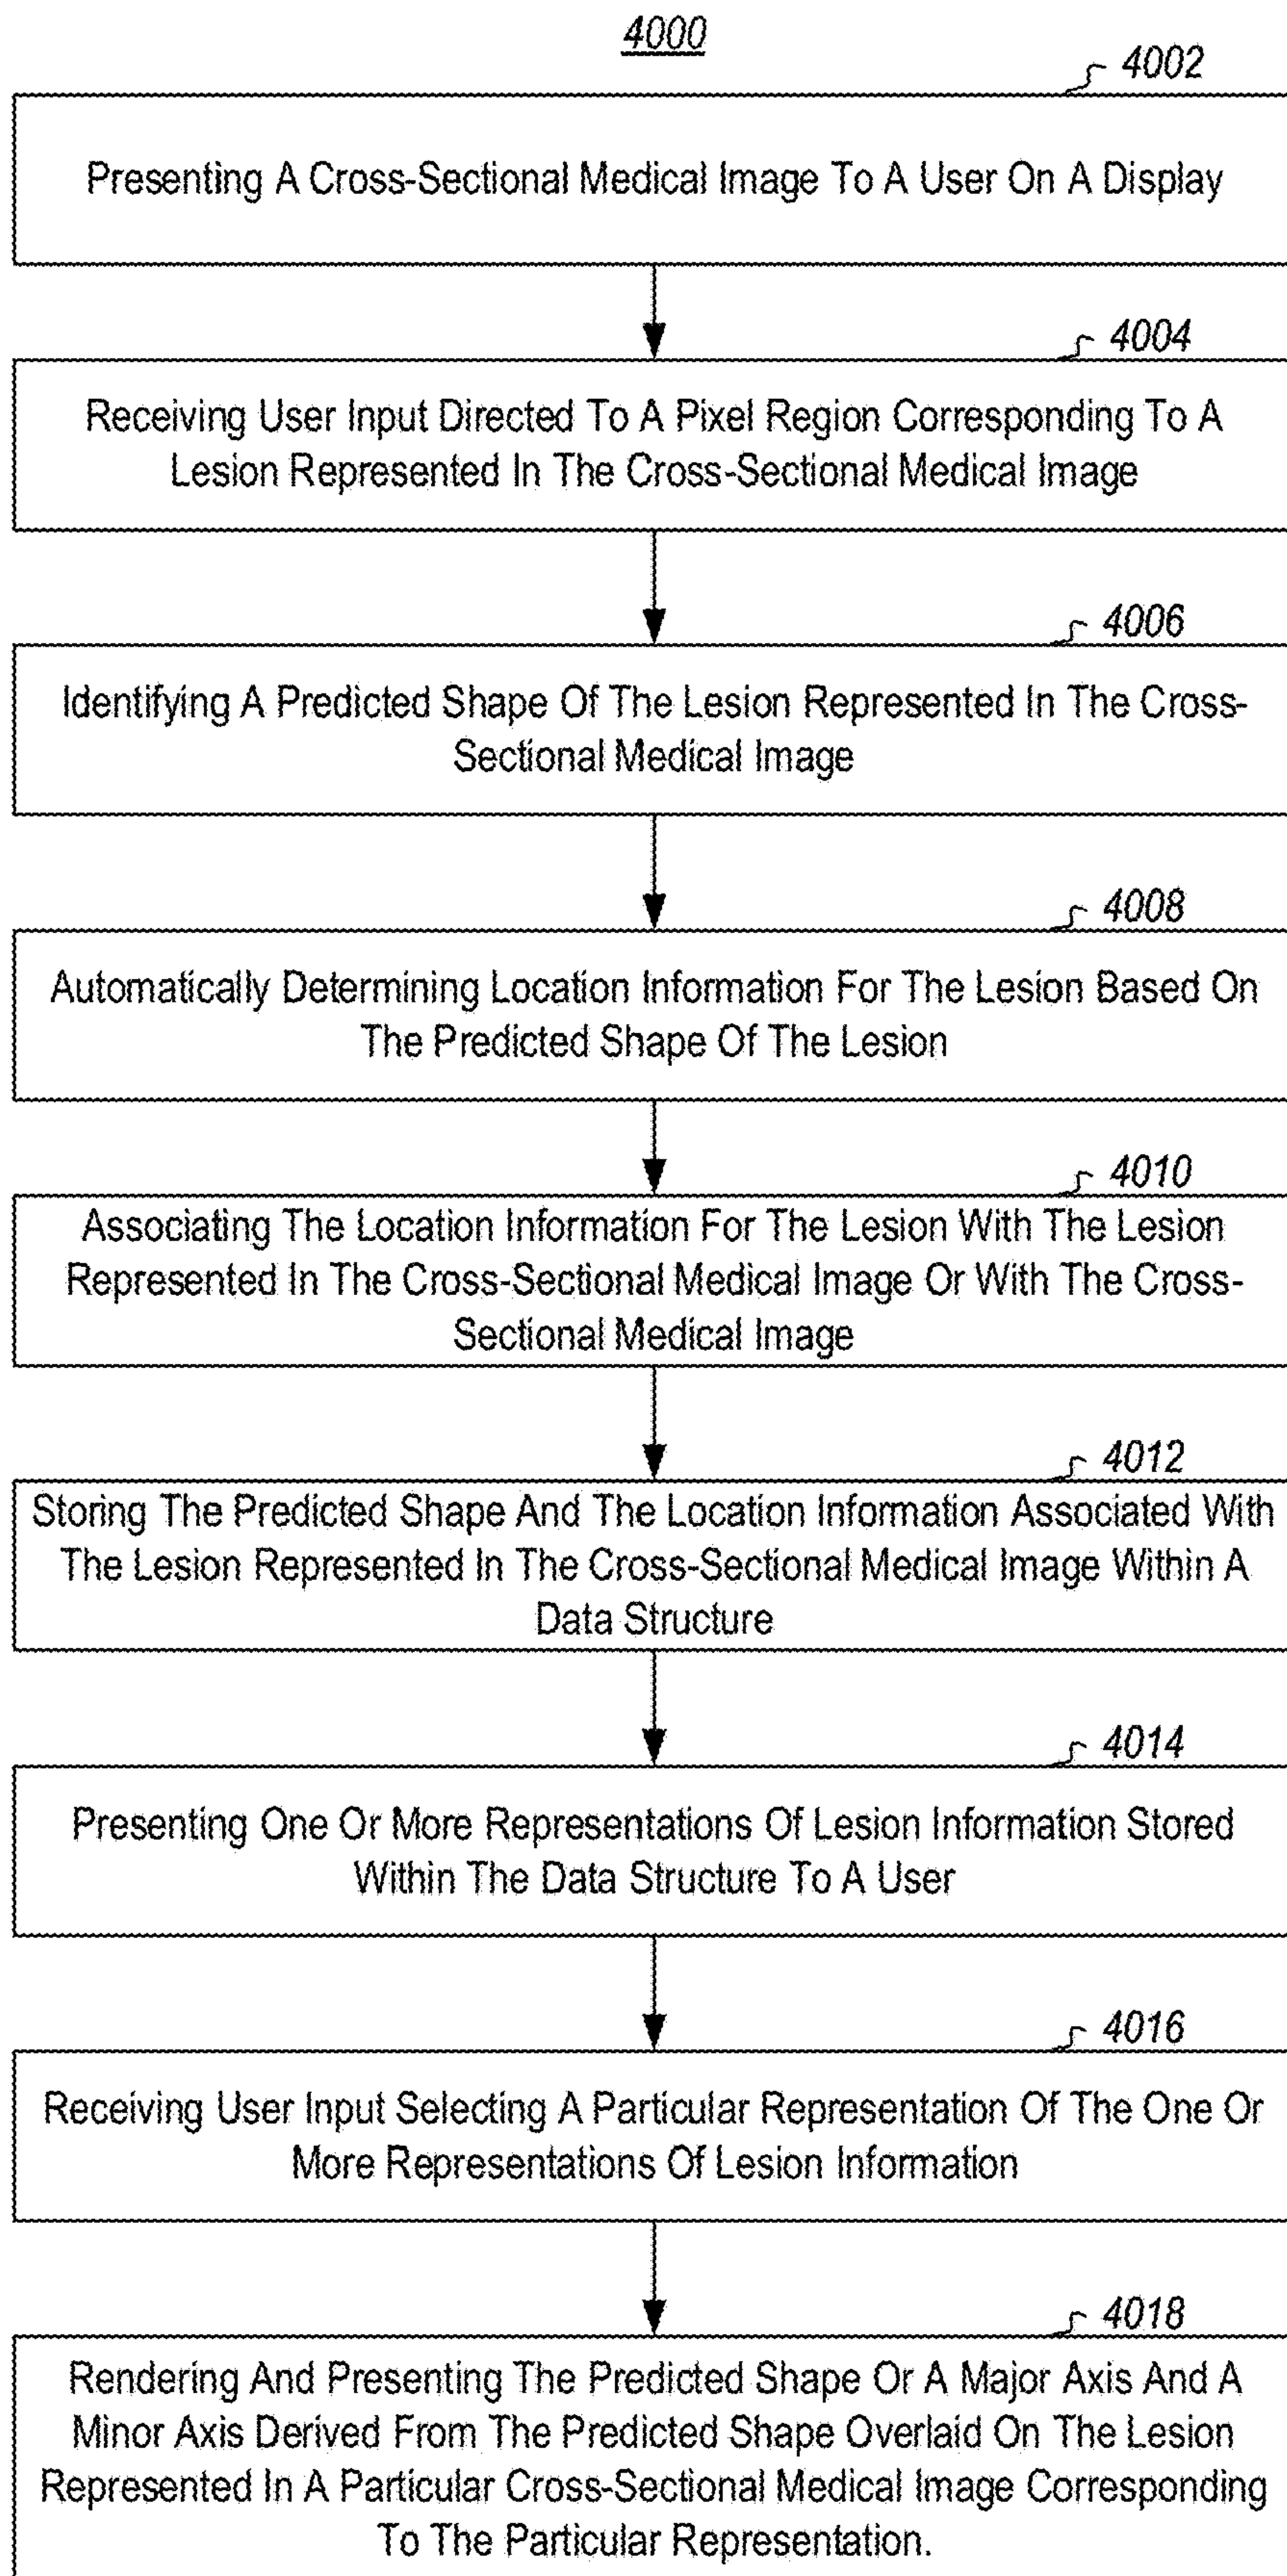 4000
4002
Presenting A Cross-Sectional Medical Image To A User On A Display
4004
Receiving User Input Directed To A Pixel Region Corresponding To A
Lesion Represented In The Cross-Sectional Medical Image
4006
Identifying A Predicted Shape Of The Lesion Represented In The Cross-
Sectional Medical Image
4008
Automatically Determining Location Information For The Lesion Based On
The Predicted Shape Of The Lesion
4010
Associating The Location Information For The Lesion With The Lesion
Represented In The Cross-Sectional Medical Image Or With The Cross-
Sectional Medical Image
4012
Storing The Predicted Shape And The Location Information Associated With
The Lesion Represented In The Cross-Sectional Medical Image Within A
Data Structure
4014
Presenting One Or More Representations Of Lesion Information Stored
Within The Data Structure To A User
4016
Receiving User Input Selecting A Particular Representation Of The One Or
More Representations Of Lesion Information
4018
Rendering And Presenting The Predicted Shape Or A Major Axis And A
Minor Axis Derived From The Predicted Shape Overlaid On The Lesion
Represented In A Particular Cross-Sectional Medical Image Corresponding
To The Particular Representation.